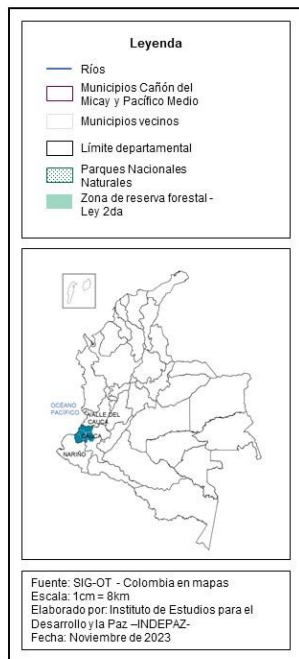 Leyenda
Ríos
Municipios Cañón del
Micay y Pacífico Medio
Municipios vecinos
Límite departamental
Parques Nacionales
Naturales
Zona de reserva forestal -
Ley 2da
OCÉANO
PACÍFICO
VALLE DEL
CAUCA
CAUCA
NARIÑO
Fuente: SIG-OT - Colombia en mapas
Escala: 1cm = 8km
Elaborado por: Instituto de Estudios para el
Desarrollo y la Paz –INDEPAZ-
Fecha: Noviembre de 2023